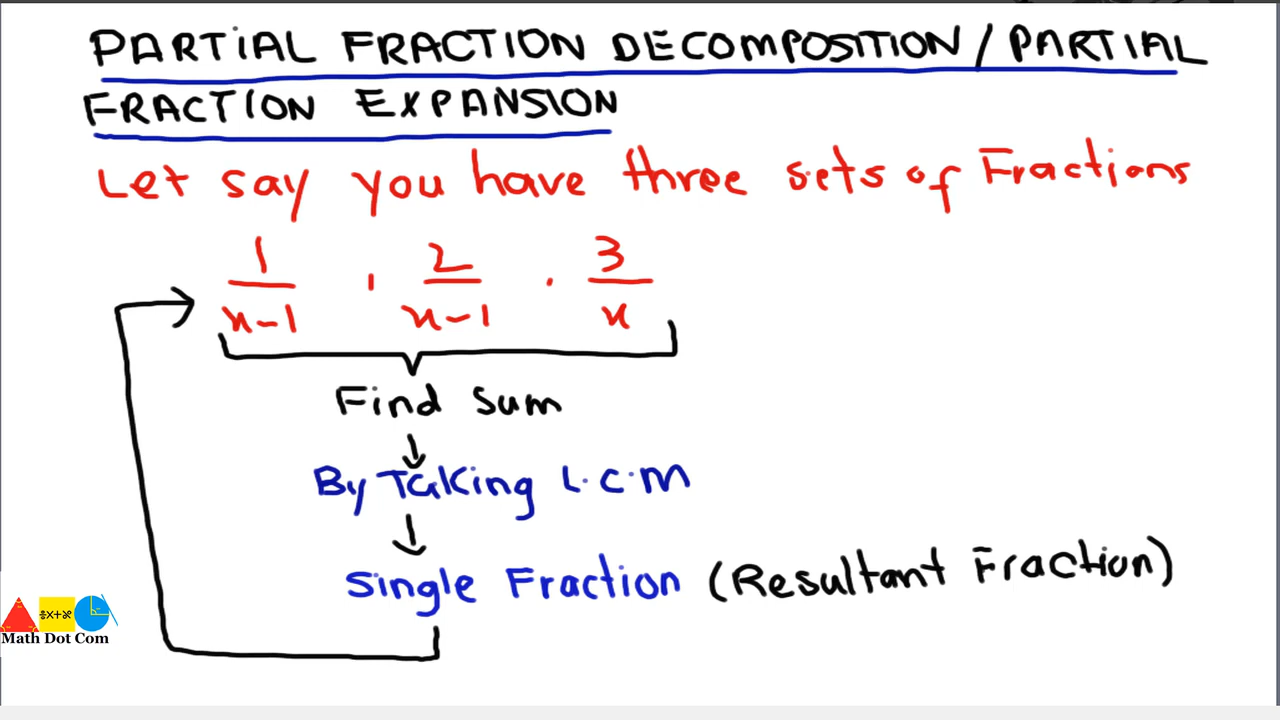 PARTIAL FRACTION DECOMPOSITION / PARTIAL
FRACTION EXPANSION
Let say you have three sets of Fractions
1/x-1 , 2/x-1 . 3/x
Find sum
By Taking L.C.M
Single Fraction (Resultant Fraction)
÷x+
Math Dot Com